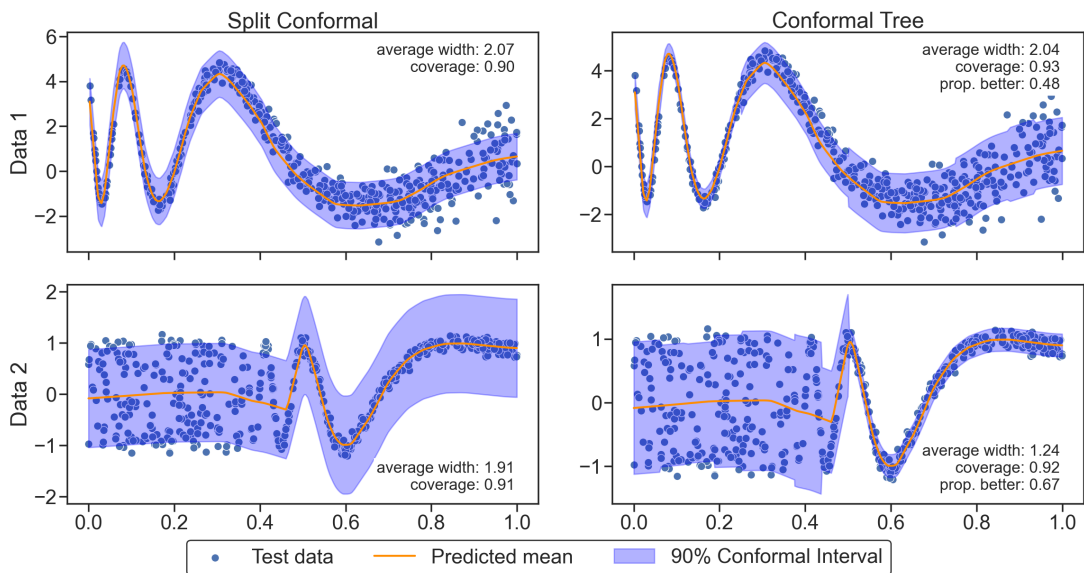 Split Conformal
Conformal Tree
Data 1
6
4
2
0
−2
average width: 2.07
coverage: 0.90
4
2
0
−2
average width: 2.04
coverage: 0.93
prop. better: 0.48
Data 2
2
1
0
−1
−2
average width: 1.91
coverage: 0.91
0.0 0.2 0.4 0.6 0.8 1.0
1
0
−1
average width: 1.24
coverage: 0.92
prop. better: 0.67
0.0 0.2 0.4 0.6 0.8 1.0
Test data Predicted mean 90% Conformal Interval